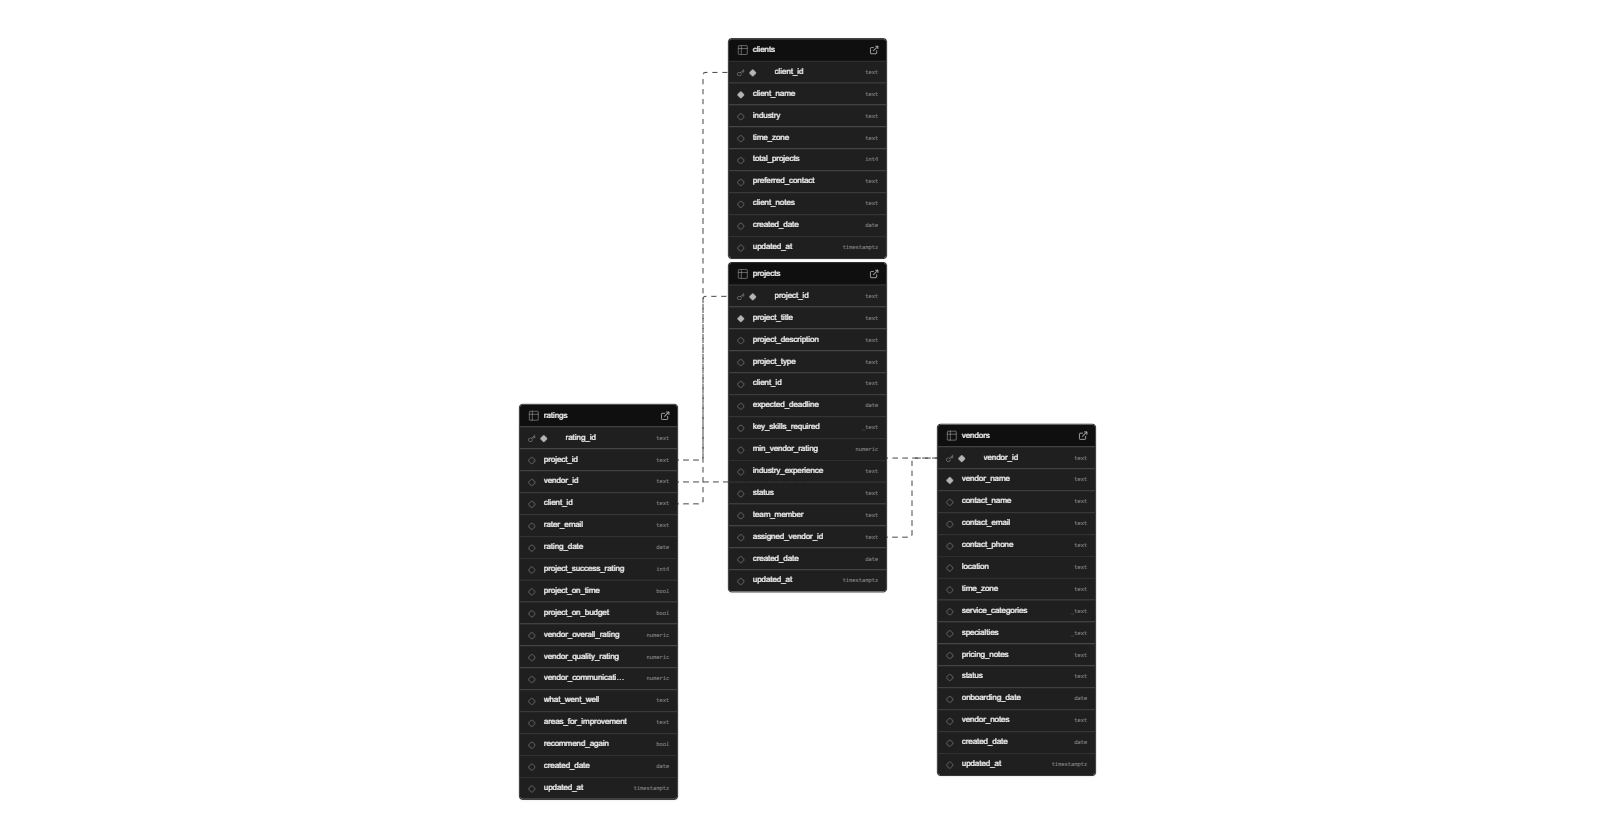 clients
client_id text
client_name text
industry text
time_zone text
total_projects int4
preferred_contact text
client_notes text
created_date date
updated_at timestamptz
projects
project_id text
project_title text
project_description text
project_type text
client_id text
expected_deadline date
key_skills_required _text
min_vendor_rating numeric
industry_experience text
status text
team_member text
assigned_vendor_id text
created_date date
updated_at timestamptz
ratings
rating_id text
project_id text
vendor_id text
client_id text
rater_email text
rating_date date
project_success_rating int4
project_on_time bool
project_on_budget bool
vendor_overall_rating numeric
vendor_quality_rating numeric
vendor_communicati... numeric
what_went_well text
areas_for_improvement text
recommend_again bool
created_date date
updated_at timestamptz
vendors
vendor_id text
vendor_name text
contact_name text
contact_email text
contact_phone text
location text
time_zone text
service_categories _text
specialties _text
pricing_notes text
status text
onboarding_date date
vendor_notes text
created_date date
updated_at timestamptz